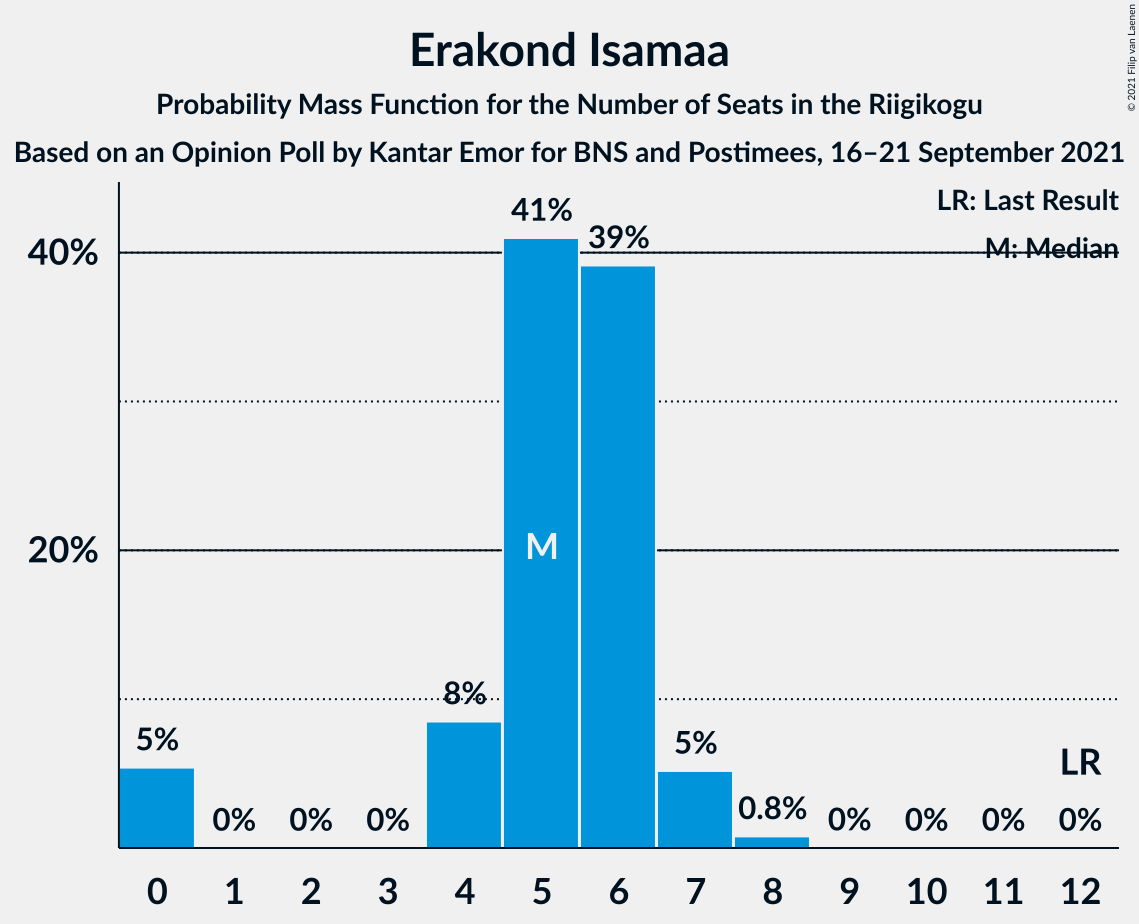 Erakond Isamaa
Probability Mass Function for the Number of Seats in the Riigikogu
Based on an Opinion Poll by Kantar Emor for BNS and Postimees, 16–21 September 2021
© 2021 Filip van Laenen
LR: Last Result
M: Median
40%
20%
5%
0%
0%
0%
8%
41%
39%
5%
0.8%
0%
0%
0%
0%
M
LR
0 1 2 3 4 5 6 7 8 9 10 11 12